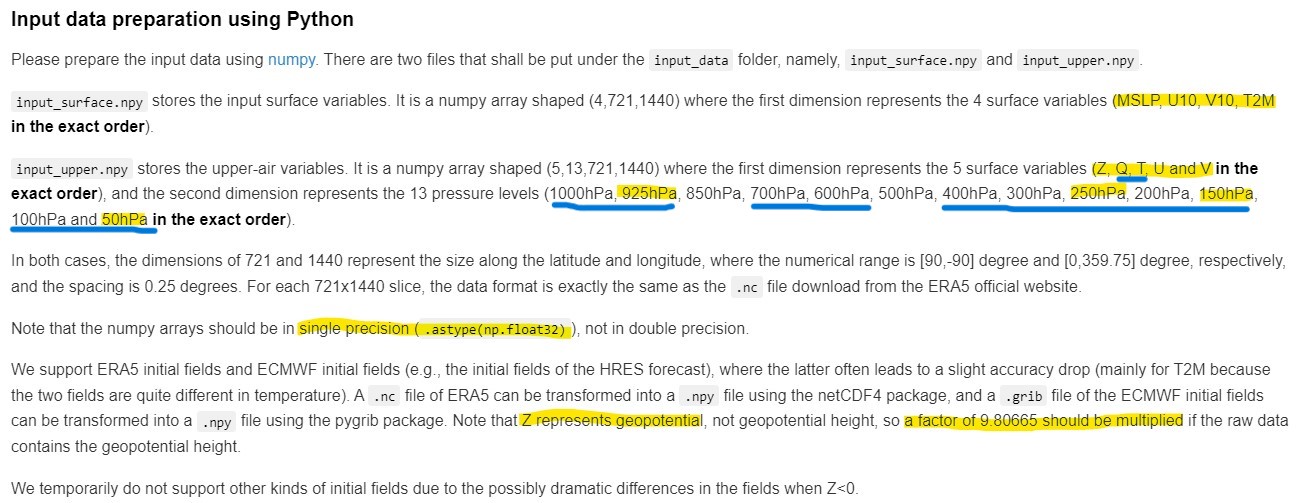 Input data preparation using Python
Please prepare the input data using numpy. There are two files that shall be put under the input_data folder, namely, input_surface.npy and input_upper.npy.
input_surface.npy stores the input surface variables. It is a numpy array shaped (4,721,1440) where the first dimension represents the 4 surface variables (MSLP, U10, V10, T2M
in the exact order).
input_upper.npy stores the upper-air variables. It is a numpy array shaped (5,13,721,1440) where the first dimension represents the 5 surface variables (Z, Q, T, U and V in the
exact order), and the second dimension represents the 13 pressure levels (1000hPa, 925hPa, 850hPa, 700hPa, 600hPa, 500hPa, 400hPa, 300hPa, 250hPa, 200hPa, 150hPa,
100hPa and 50hPa in the exact order).
In both cases, the dimensions of 721 and 1440 represent the size along the latitude and longitude, where the numerical range is [90,-90] degree and [0,359.75] degree, respectively,
and the spacing is 0.25 degrees. For each 721x1440 slice, the data format is exactly the same as the .nc file download from the ERA5 official website.
Note that the numpy arrays should be in single precision ( .astype(np.float32) ), not in double precision.
We support ERA5 initial fields and ECMWF initial fields (e.g., the initial fields of the HRES forecast), where the latter often leads to a slight accuracy drop (mainly for T2M because
the two fields are quite different in temperature). A .nc file of ERA5 can be transformed into a .npy file using the netCDF4 package, and a .grib file of the ECMWF initial fields
can be transformed into a .npy file using the pygrib package. Note that Z represents geopotential, not geopotential height, so a factor of 9.80665 should be multiplied if the raw data
contains the geopotential height.
We temporarily do not support other kinds of initial fields due to the possibly dramatic differences in the fields when Z<0.